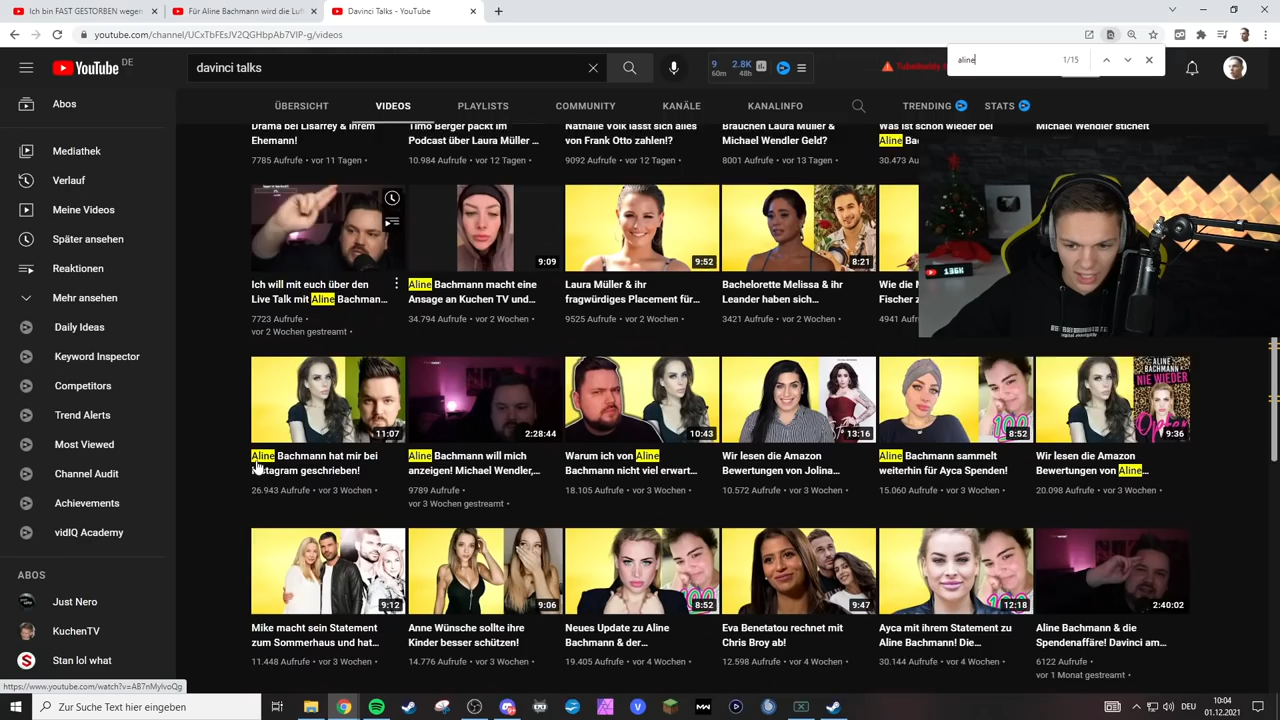 Ich bin FAST GESTORBEN wegen
Für Aline Bachmann wird die Luf
Davinci Talks - YouTube
youtube.com/channel/UCxTbFEsJV2QGHbpAb7VIP-g/videos
aline
1/15
YouTube
DE
davinci talks
9
60m
2.8K
48h
ÜBERSICHT
VIDEOS
PLAYLISTS
COMMUNITY
KANÄLE
KANALINFO
TRENDING
STATS
Abos
Mediathek
Verlauf
Meine Videos
Später ansehen
Reaktionen
Mehr ansehen
Daily Ideas
Keyword Inspector
Competitors
Trend Alerts
Most Viewed
Channel Audit
Achievements
vidIQ Academy
ABOS
Just Nero
KuchenTV
Stan lol what
Drama bei Lisarrey & ihrem
Ehemann!
7785 Aufrufe • vor 11 Tagen •
Timo Berger packt im
Podcast über Laura Müller ...
10.984 Aufrufe • vor 12 Tagen •
Nathalie Volk lässt sich alles
von Frank Otto zahlen!?
9092 Aufrufe • vor 12 Tagen •
Brauchen Laura Müller &
Michael Wendler Geld?
8001 Aufrufe • vor 13 Tagen •
Was ist schon wieder bei
Aline Ba
30.473 Au
Michael Wendler stichelt
136K
Ich will mit euch über den
Live Talk mit Aline Bachman...
7723 Aufrufe •
vor 2 Wochen gestreamt •
9:09
Aline Bachmann macht eine
Ansage an Kuchen TV und...
34.794 Aufrufe • vor 2 Wochen •
9:52
Laura Müller & ihr
fragwürdiges Placement für...
9525 Aufrufe • vor 2 Wochen •
8:21
Bachelorette Melissa & ihr
Leander haben sich...
3421 Aufrufe • vor 2 Wochen •
Wie die M
Fischer z
4941 Auf
11:07
Aline Bachmann hat mir bei
Instagram geschrieben!
26.943 Aufrufe • vor 3 Wochen •
2:28:44
Aline Bachmann will mich
anzeigen! Michael Wendler,...
9789 Aufrufe •
vor 3 Wochen gestreamt •
10:43
Warum ich von Aline
Bachmann nicht viel erwart...
18.105 Aufrufe • vor 3 Wochen •
13:16
Wir lesen die Amazon
Bewertungen von Jolina...
10.572 Aufrufe • vor 3 Wochen •
100
8:52
Aline Bachmann sammelt
weiterhin für Ayca Spenden!
15.060 Aufrufe • vor 3 Wochen •
ALINE
BACHMANN
NIE
WIEDER
Opfer
9:36
Wir lesen die Amazon
Bewertungen von Aline...
20.098 Aufrufe • vor 3 Wochen •
9:12
Mike macht sein Statement
zum Sommerhaus und hat...
11.448 Aufrufe • vor 3 Wochen •
9:06
Anne Wünsche sollte ihre
Kinder besser schützen!
14.776 Aufrufe • vor 3 Wochen •
100
8:52
Neues Update zu Aline
Bachmann & der...
19.405 Aufrufe • vor 4 Wochen •
9:47
Eva Benetatou rechnet mit
Chris Broy ab!
12.598 Aufrufe • vor 4 Wochen •
100
12:18
Ayca mit ihrem Statement zu
Aline Bachmann! Die...
30.144 Aufrufe • vor 4 Wochen •
2:40:02
Aline Bachmann & die
Spendenaffäre! Davinci am...
6122 Aufrufe •
vor 1 Monat gestreamt •
https://www.youtube.com/watch?v=AB7nMylvoQg
Zur Suche Text hier eingeben
DEU
10:04
01.12.2021